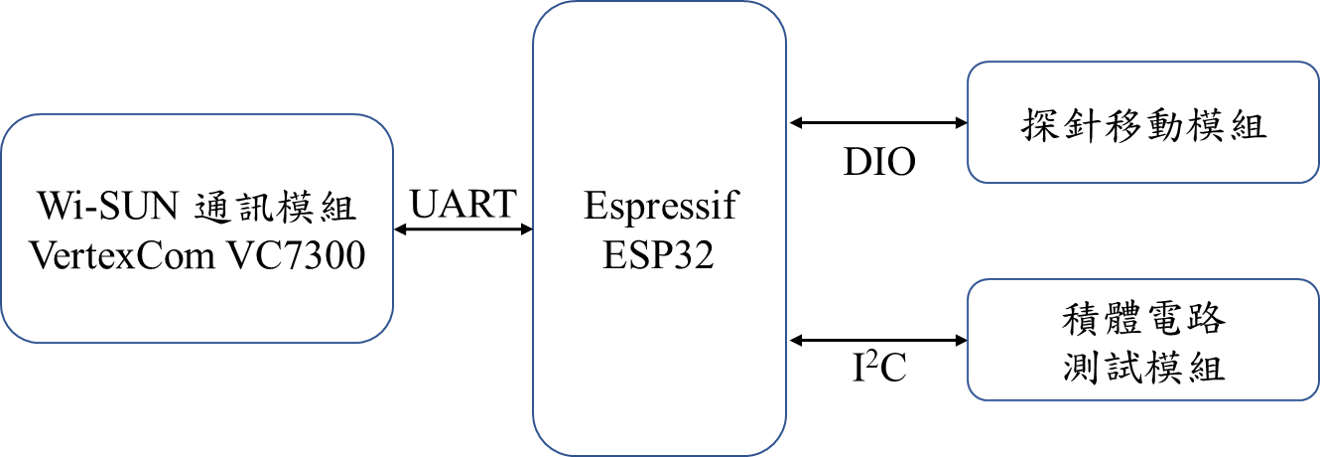 Wi-SUN 通訊模組
VertexCom VC7300
UART
Espressif
ESP32
DIO
探針移動模組
I²C
積體電路
測試模組